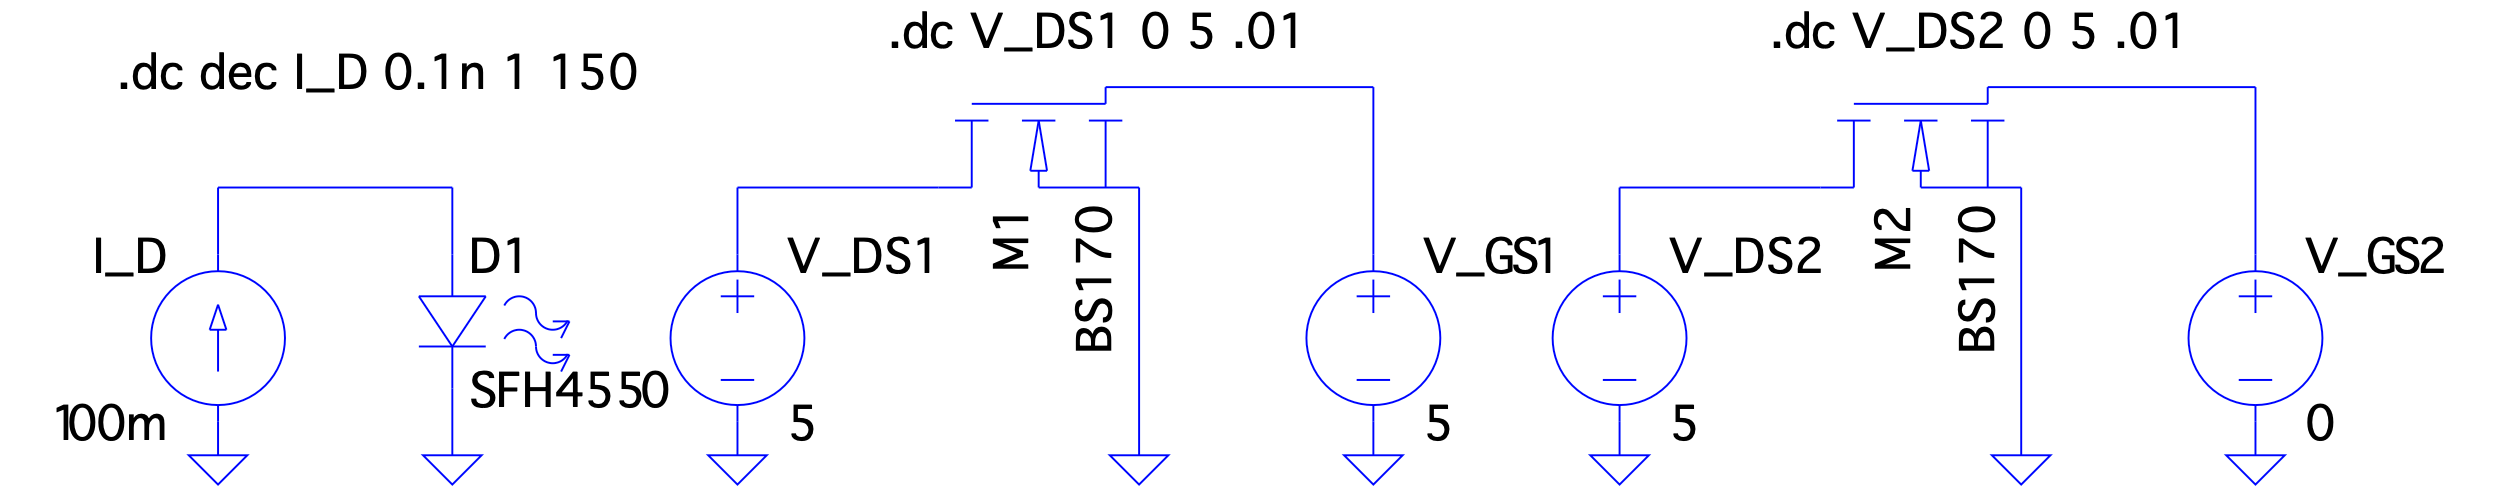 .dc dec I_D 0.1n 1 150
.dc V_DS1 0 5 .01
.dc V_DS2 0 5 .01
I_D
100m
D1
SFH4550
V_DS1
5
M1
BS170
V_GS1
5
V_DS2
5
M2
BS170
V_GS2
0